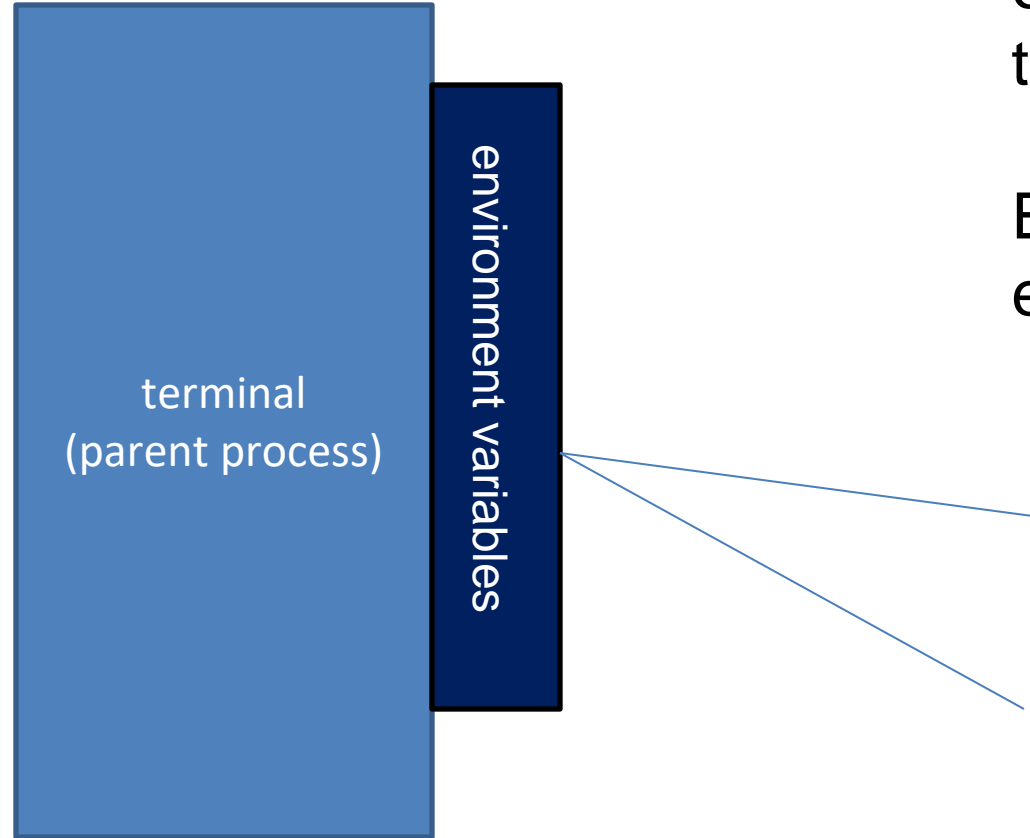 terminal
(parent process)
environment variables
t
E
e